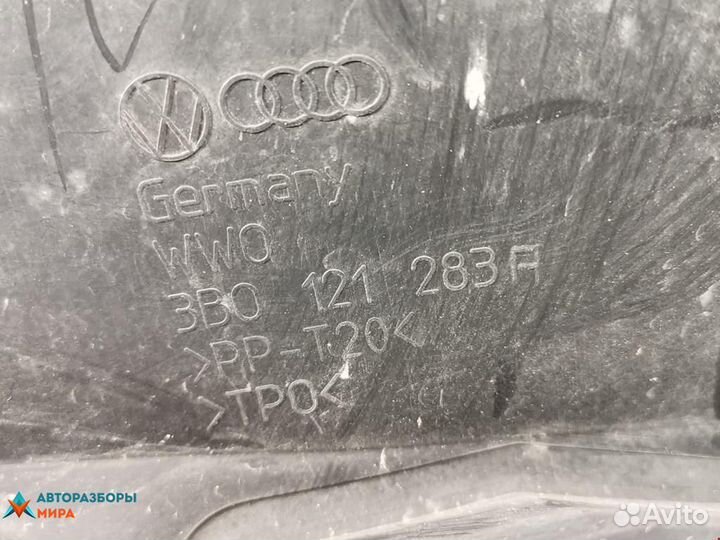 Germany
WWO
3B0 121 283 A
>PP-T20<
>TPO<
АВТОРАЗБОРЫ
МИРА
Avito